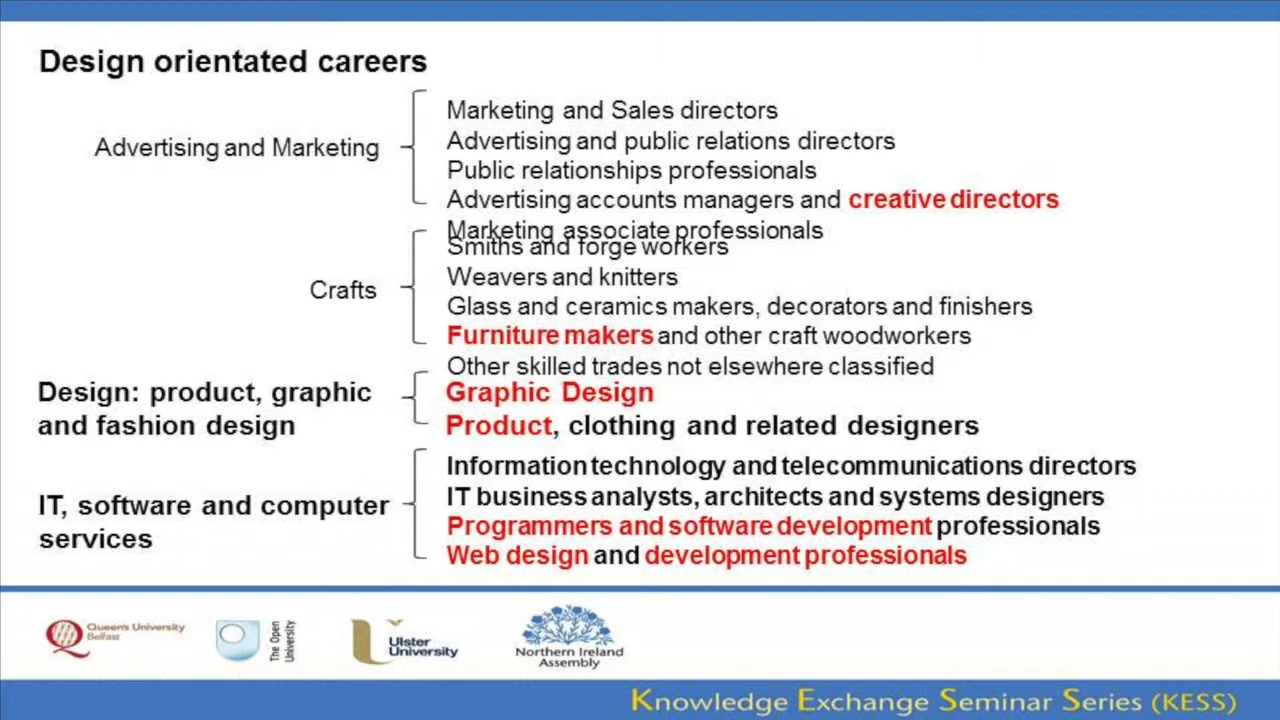 Design orientated careers
Advertising and Marketing
Marketing and Sales directors
Advertising and public relations directors
Public relationships professionals
Advertising accounts managers and creative directors
Marketing associate professionals
Crafts
Smiths and forge workers
Weavers and knitters
Glass and ceramics makers, decorators and finishers
Furniture makers and other craft woodworkers
Other skilled trades not elsewhere classified
Design: product, graphic
and fashion design
Graphic Design
Product, clothing and related designers
IT, software and computer
services
Information technology and telecommunications directors
IT business analysts, architects and systems designers
Programmers and software development professionals
Web design and development professionals
Queen's University
Belfast
The Open
University
Ulster
University
Northern Ireland
Assembly
Knowledge Exchange Seminar Series (KESS)